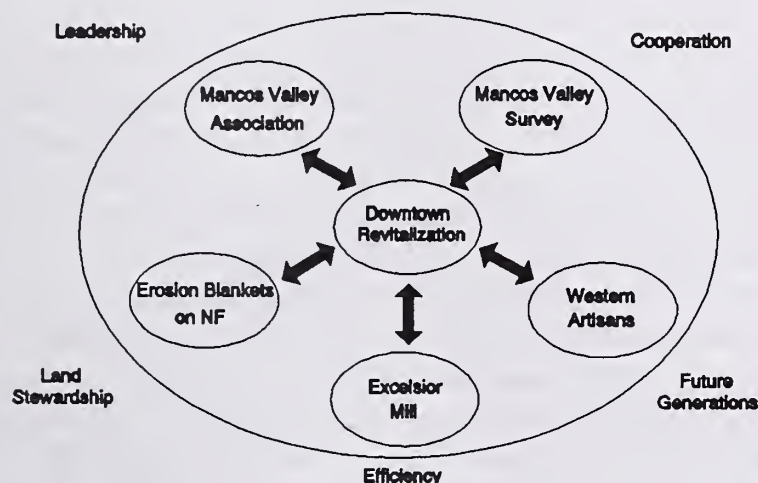 Leadership
Cooperation
Mancos Valley
Association
Mancos Valley
Survey
Downtown
Revitalization
Erosion Blankets
on NF
Western
Artisans
Land
Stewardship
Excelsior
Mill
Future
Generations
Efficiency